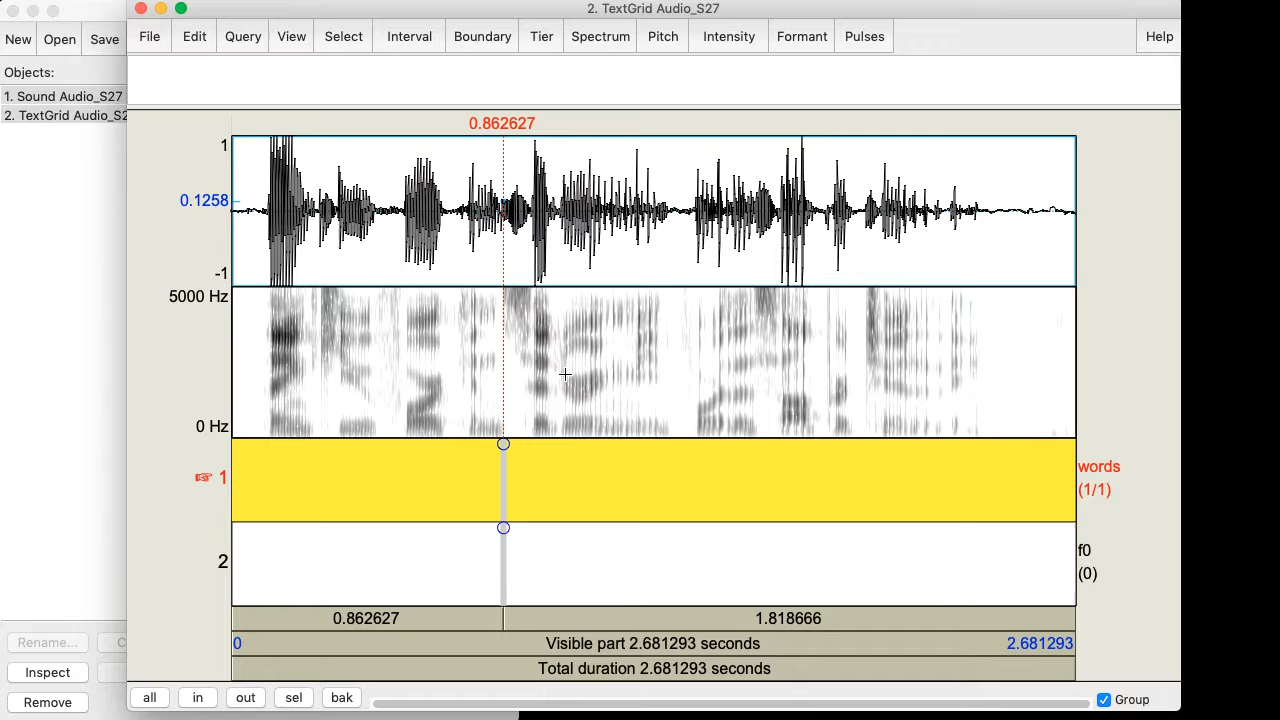 2. TextGrid Audio_S27
New Open Save
File Edit Query View Select Interval Boundary Tier Spectrum Pitch Intensity Formant Pulses Help
Objects:
1. Sound Audio_S27
2. TextGrid Audio_S2
0.862627
1
0.1258
-1
5000 Hz
0 Hz
1
words
(1/1)
2
f0
(0)
0.862627 1.818666
0 Visible part 2.681293 seconds 2.681293
Total duration 2.681293 seconds
Rename... C
Inspect
Remove
all in out sel bak Group